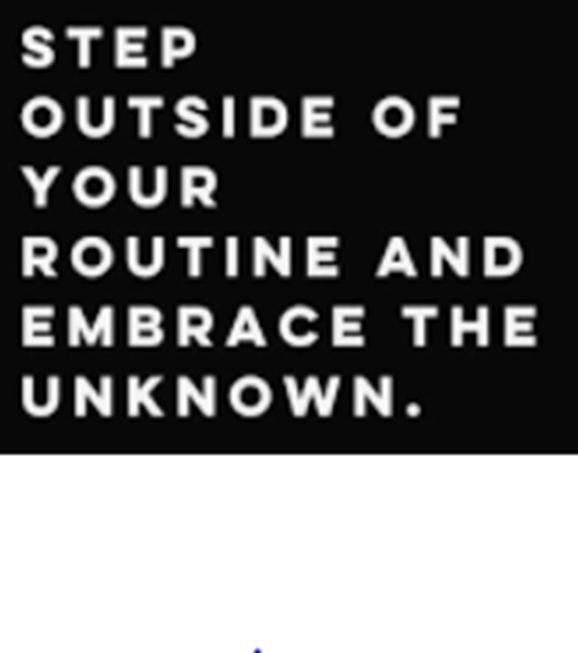 STEP
OUTSIDE OF
YOUR
ROUTINE AND
EMBRACE THE
UNKNOWN.